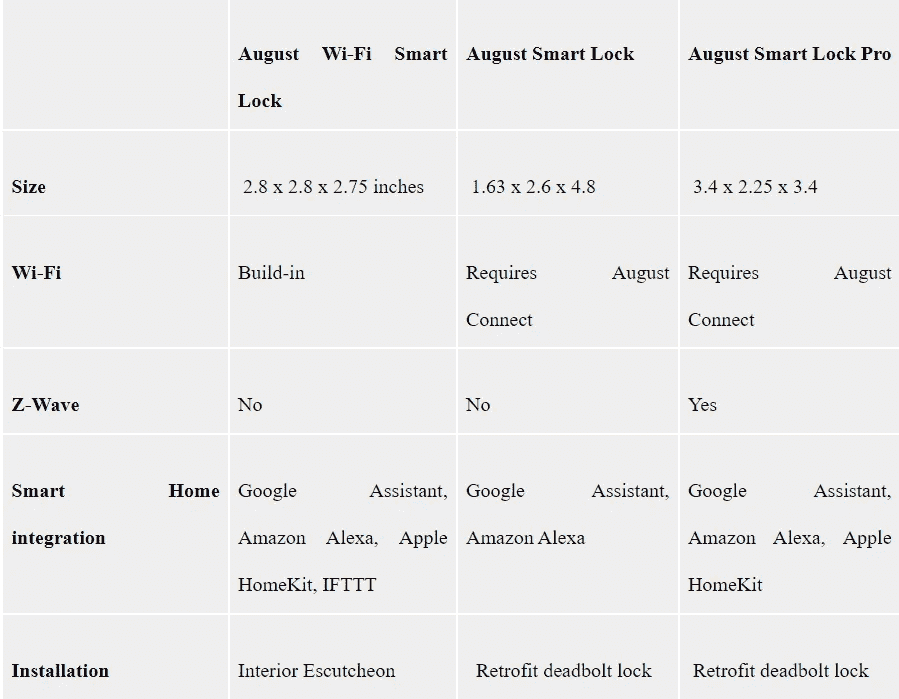 August Wi-Fi Smart Lock
August Smart Lock
August Smart Lock Pro
Size
2.8 x 2.8 x 2.75 inches
1.63 x 2.6 x 4.8
3.4 x 2.25 x 3.4
Wi-Fi
Build-in
Requires August
Connect
Requires August
Connect
Z-Wave
No
No
Yes
Smart Home
integration
Google Assistant,
Amazon Alexa, Apple
HomeKit, IFTTT
Google Assistant,
Amazon Alexa
Google Assistant,
Amazon Alexa, Apple
HomeKit
Installation
Interior Escutcheon
Retrofit deadbolt lock
Retrofit deadbolt lock